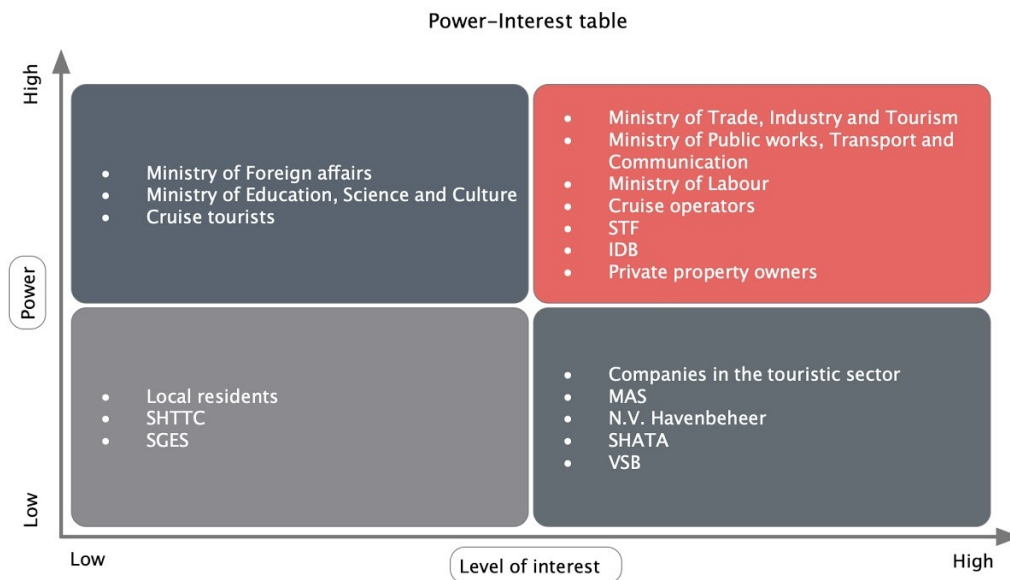 Power-Interest table
High
Ministry of Foreign affairs
Ministry of Education, Science and Culture
Cruise tourists
Ministry of Trade, Industry and Tourism
Ministry of Public works, Transport and
Communication
Ministry of Labour
Cruise operators
STF
IDB
Private property owners
Power
Local residents
SHTTC
SGES
Companies in the touristic sector
MAS
N.V. Havenbeheer
SHATA
VSB
Low
Low
Level of interest
High